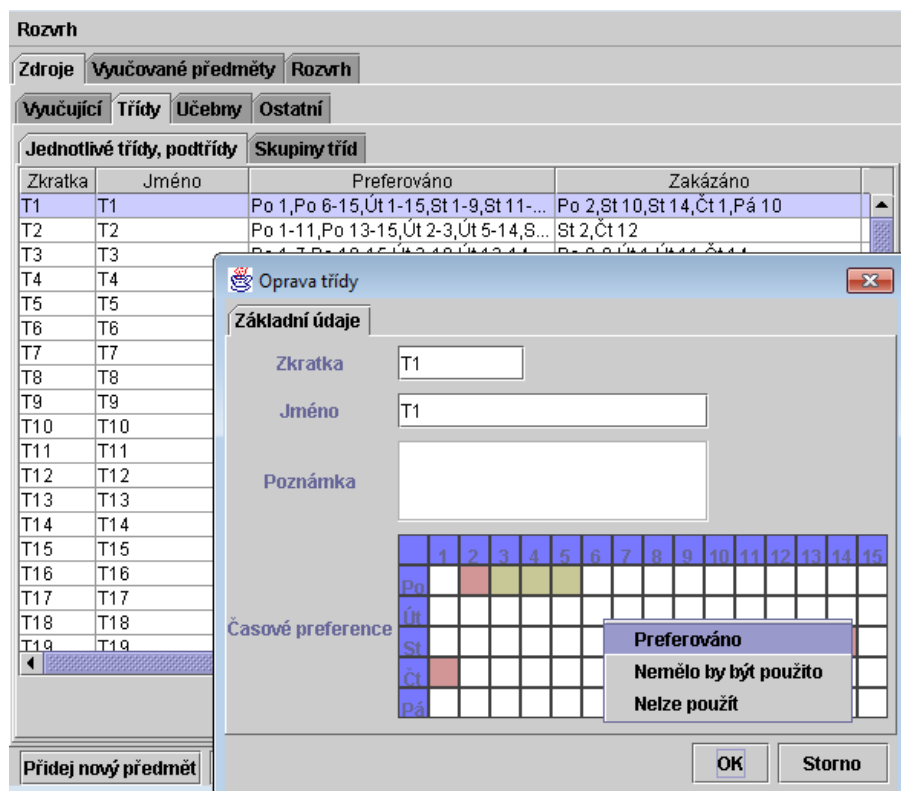 Rozvrh
Zdroje Vyučované předměty Rozvrh
Vyučující Třídy Učebny Ostatní
Jednotlivé třídy, podtřídy Skupiny tříd
Zkratka Jméno Preferováno Zakázáno
T1 T1 Po 1,Po 6-15,Út 1-15,St 1-9,St 11-... Po 2,St 10,St 14,Čt 1,Pá 10
T2 T2 Po 1-11,Po 13-15,Út 2-3,Út 5-14,S... St 2,Čt 12
T3 T3
T4 T4
T5 T5
T6 T6
T7 T7
T8 T8
T9 T9
T10 T10
T11 T11
T12 T12
T13 T13
T14 T14
T15 T15
T16 T16
T17 T17
T18 T18
T19 T19
Oprava třídy
Základní údaje
Zkratka T1
Jméno T1
Poznámka
1 2 3 4 5 6 7 8 9 10 11 12 13 14 15
Po
Út
Časové preference
St
Čt
Pá
Preferováno
Nemělo by být použito
Nelze použít
OK Storno
Přidej nový předmět